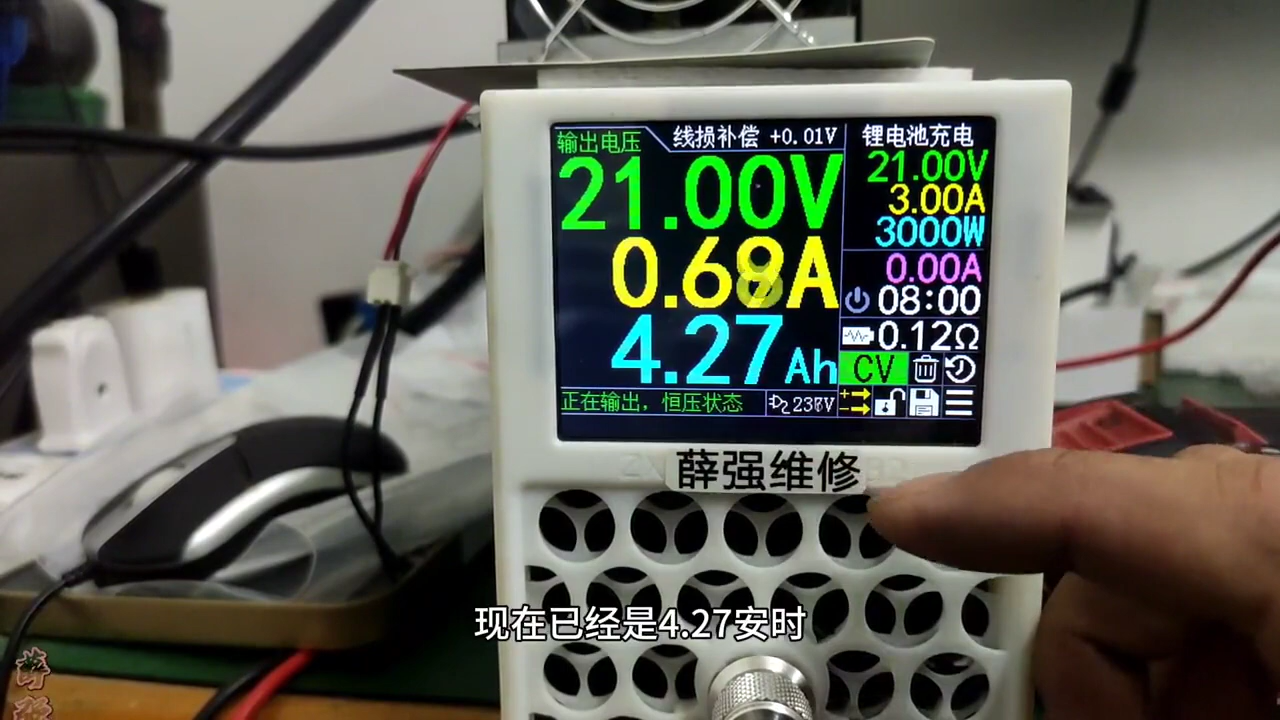 输出电压
线损补偿 +0.01V
21.00V
0.68A
4.27Ah
正在输出，恒压状态
锂电池充电
21.00V
3.00A
3000W
0.00A
08:00
0.12Ω
CV
薛强维修
现在已经是4.27安时
薛